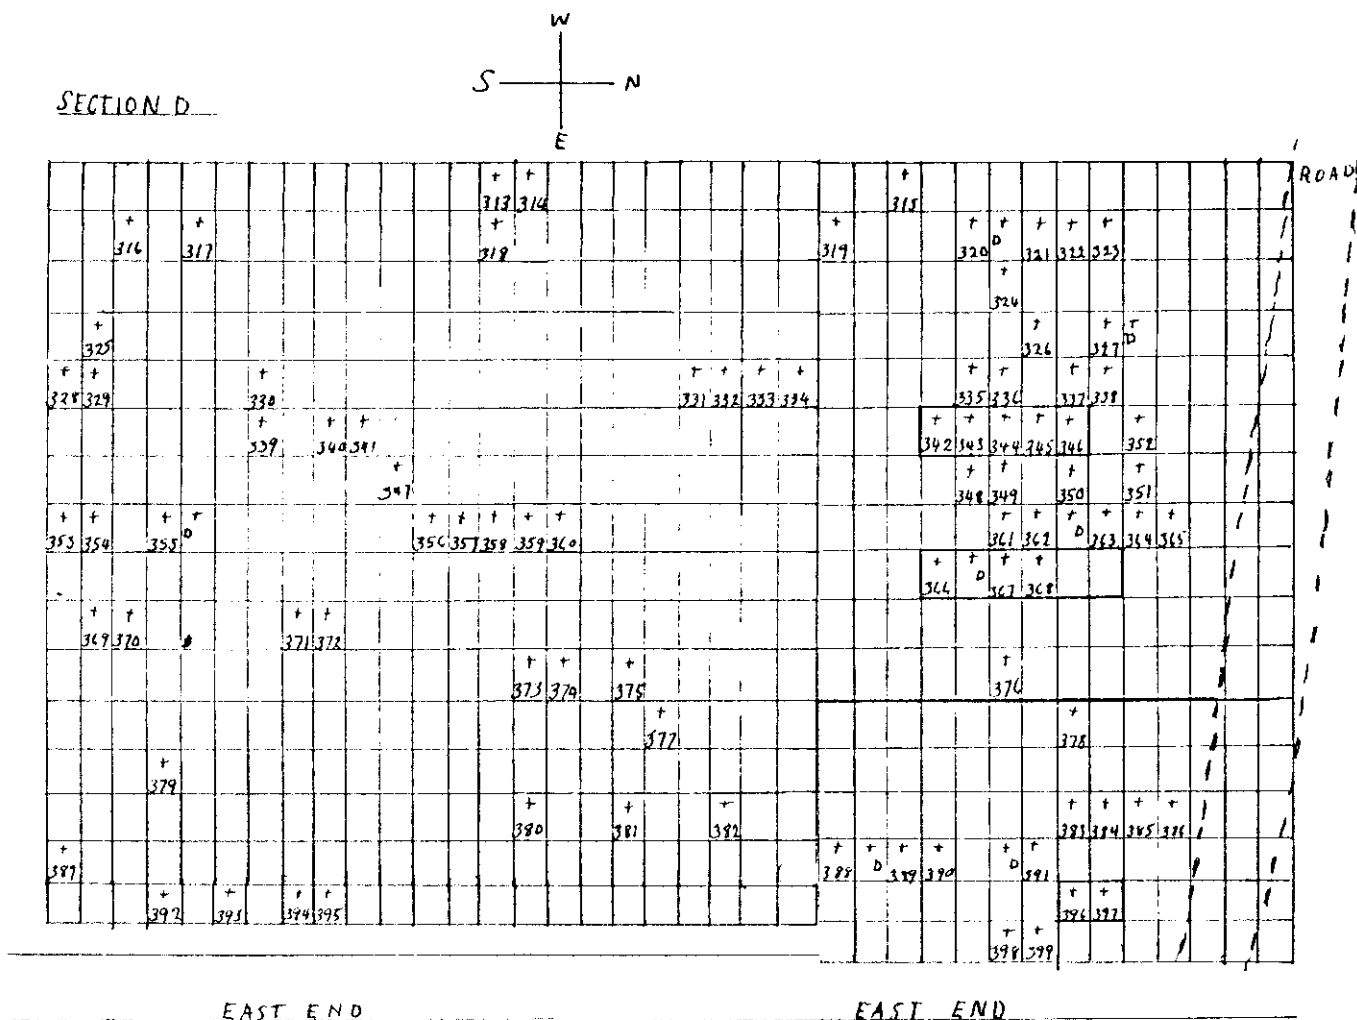 W
S N
E
SECTION D
ROAD
313 314 315
316 317 318 319 320 D 321 322 323
324
325 326 327 D
328 329 330 331 332 333 334 335 336 337 338
339 340 341 342 343 344 345 346 352
347 348 349 350 351
353 354 355 D 356 357 358 359 360 361 362 D 363 364 365
366 D 367 368
369 370 371 372
373 374 375 376
377 378
379
380 381 382 383 384 385 386
387 388 D 389 390 D 391
392 393 394 395 396 397
398 399
EAST END EAST END